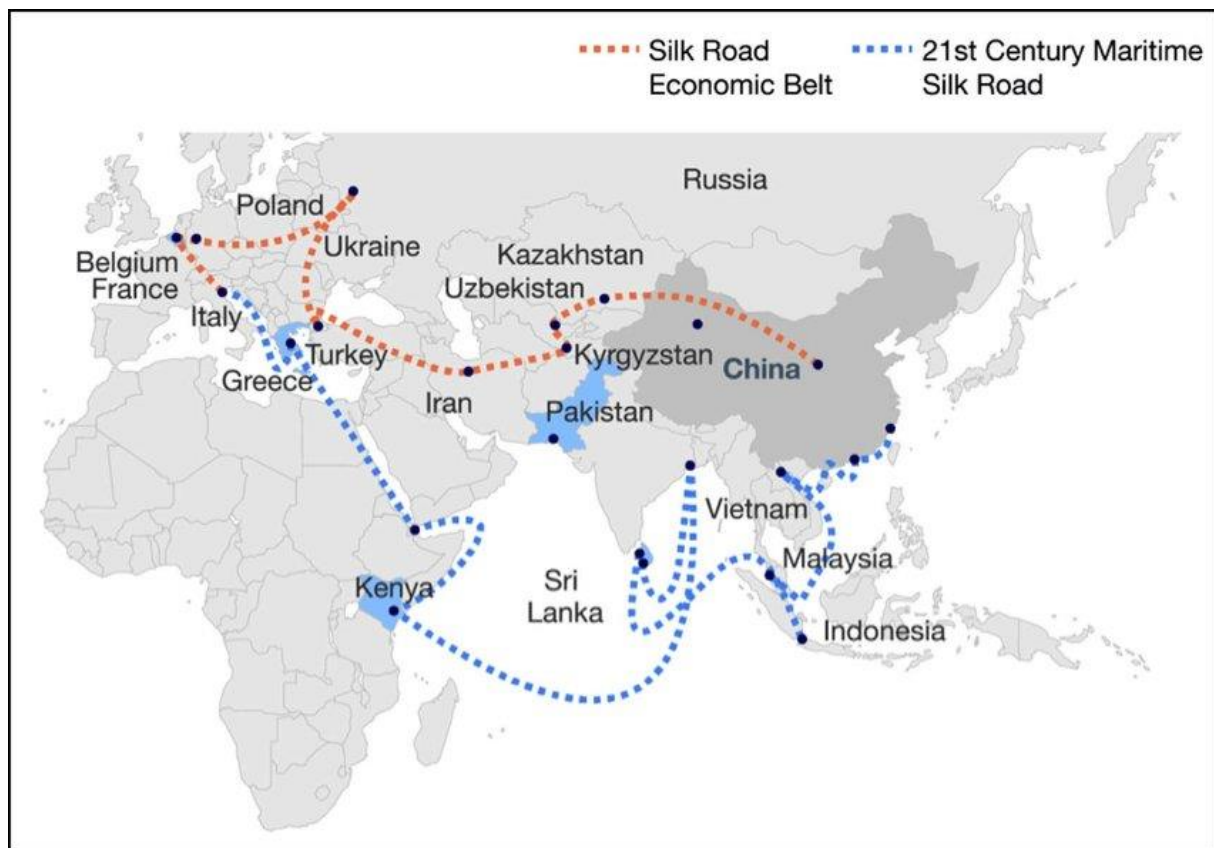 Silk Road
Economic Belt
21st Century Maritime
Silk Road
Russia
Poland
Ukraine
Kazakhstan
Belgium
France
Uzbekistan
Italy
Turkey
Kyrgyzstan
China
Greece
Iran
Pakistan
Vietnam
Malaysia
Kenya
Sri
Lanka
Indonesia